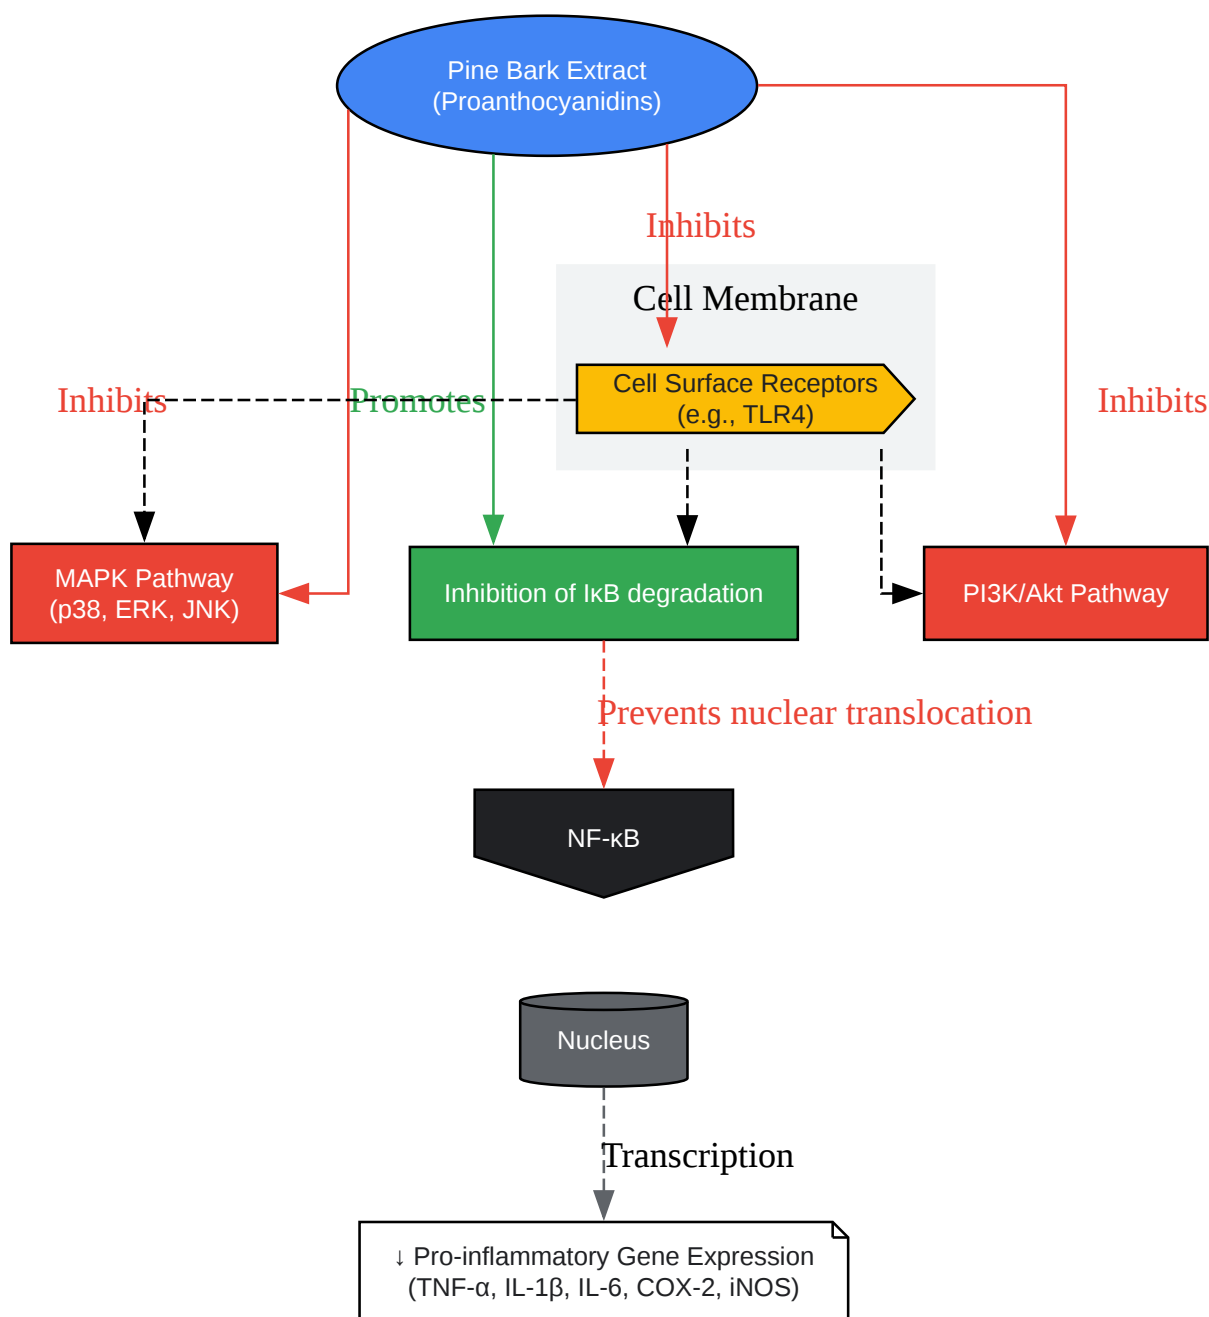 Pine Bark Extract
(Proanthocyanidins)
Inhibits
Cell Membrane
Cell Surface Receptors
(e.g., TLR4)
Inhibits
Promotes
Inhibits
MAPK Pathway
(p38, ERK, JNK)
Inhibition of IκB degradation
PI3K/Akt Pathway
Prevents nuclear translocation
NF-κB
Nucleus
Transcription
↓ Pro-inflammatory Gene Expression
(TNF-α, IL-1β, IL-6, COX-2, iNOS)